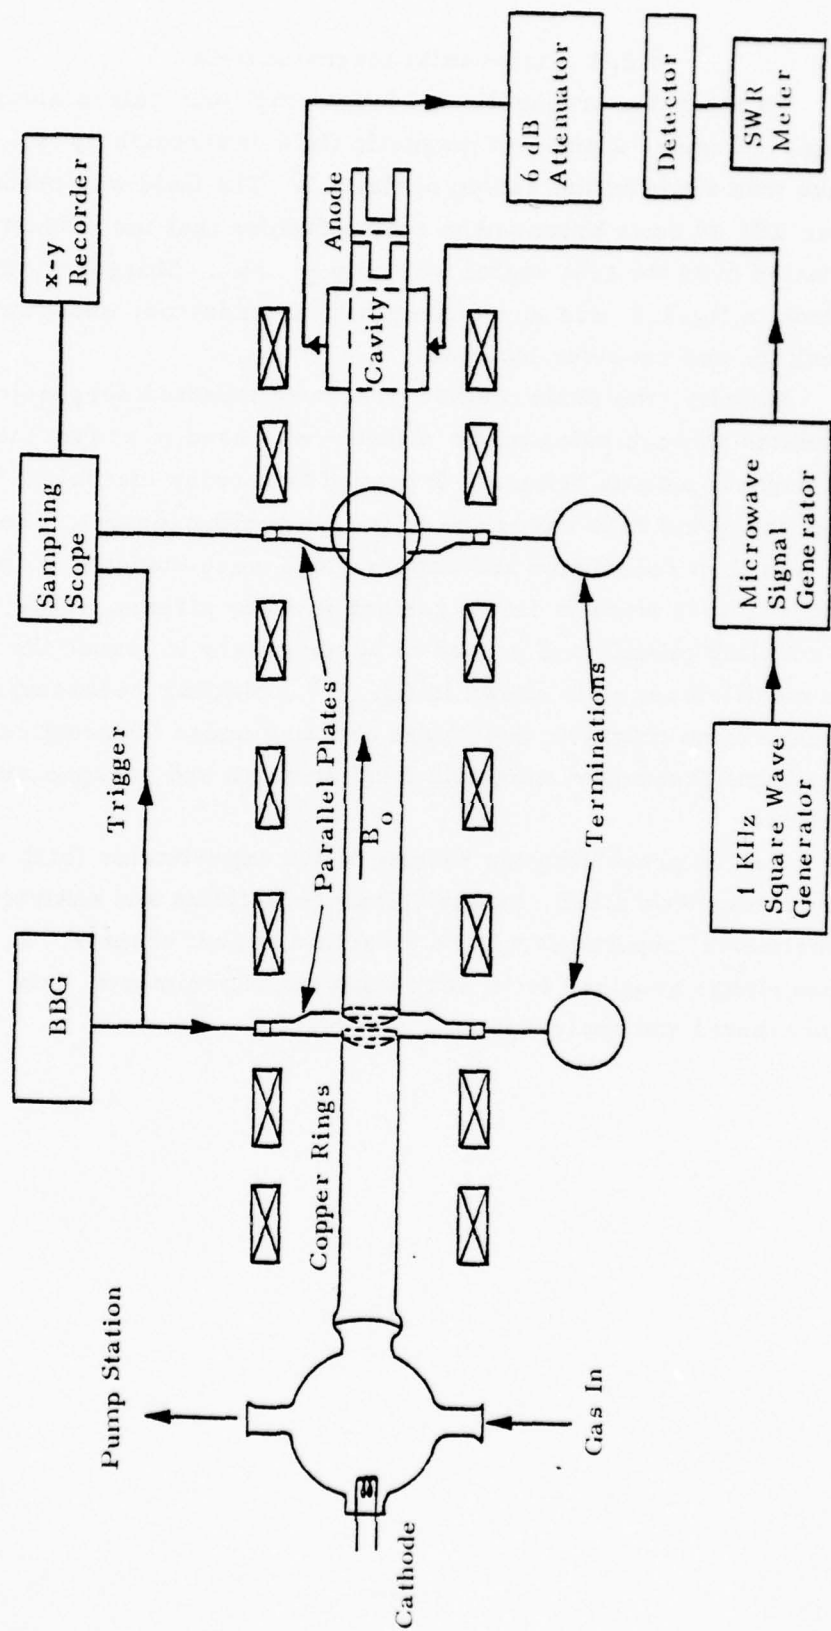 Pump Station
BBG
Trigger
Sampling
Scope
x-y
Recorder
Cathode
Gas In
Copper Rings
Parallel Plates
B₀
Cavity
Anode
Terminations
6 dB
Attenuator
Detector
SWR
Meter
1 KHz
Square Wave
Generator
Microwave
Signal
Generator